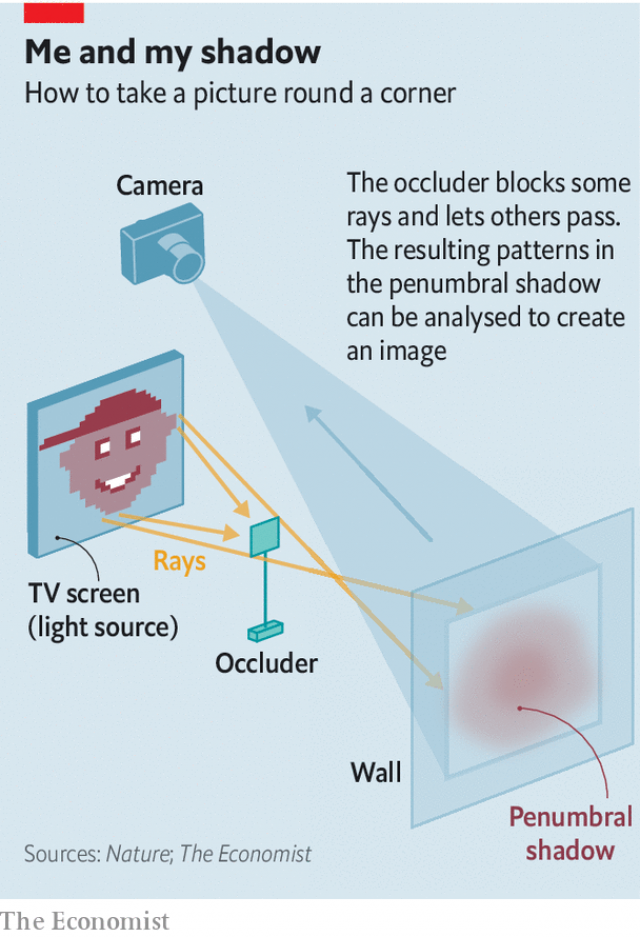 Me and my shadow
How to take a picture round a corner
Camera
The occluder blocks some
rays and lets others pass.
The resulting patterns in
the penumbral shadow
can be analysed to create
an image
Rays
TV screen
(light source)
Occluder
Wall
Penumbral
shadow
Sources: Nature; The Economist
The Economist